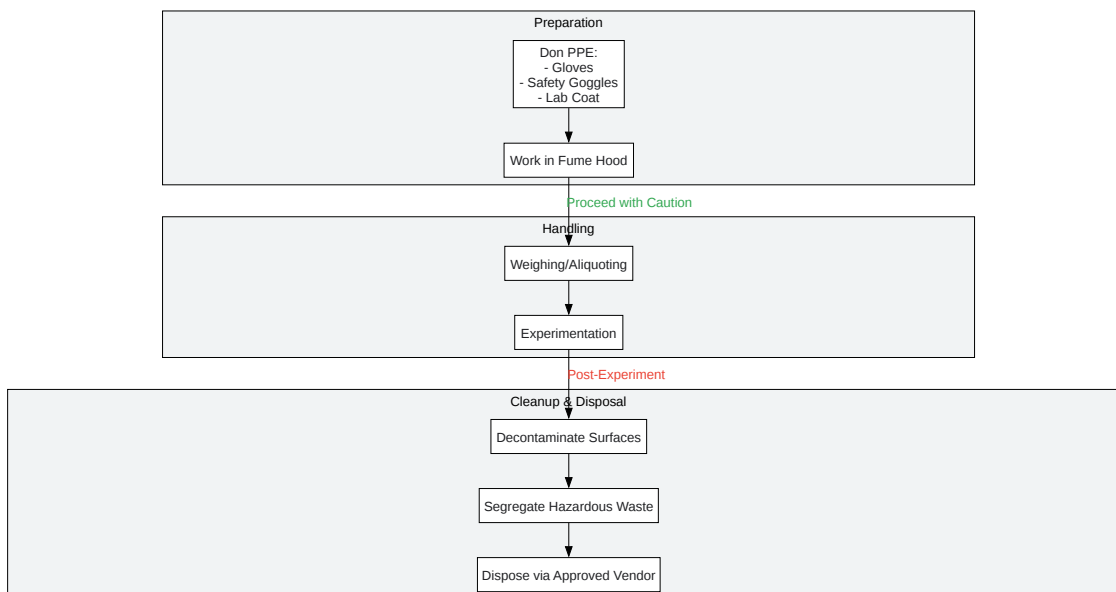 Preparation
Don PPE:
- Gloves
- Safety Goggles
- Lab Coat
Work in Fume Hood
Proceed with Caution
Handling
Weighing/Aliquoting
Experimentation
Post-Experiment
Cleanup & Disposal
Decontaminate Surfaces
Segregate Hazardous Waste
Dispose via Approved Vendor